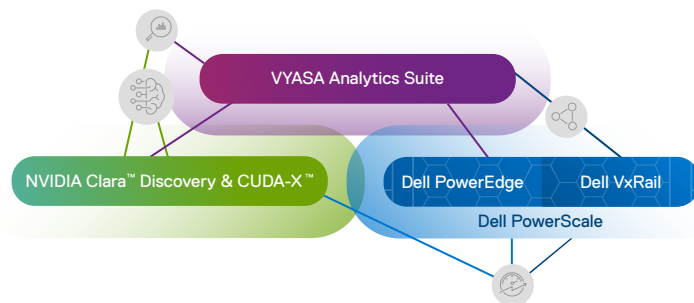 VYASA Analytics Suite
NVIDIA Clara™ Discovery & CUDA-X™
Dell PowerEdge
Dell VxRail
Dell PowerScale